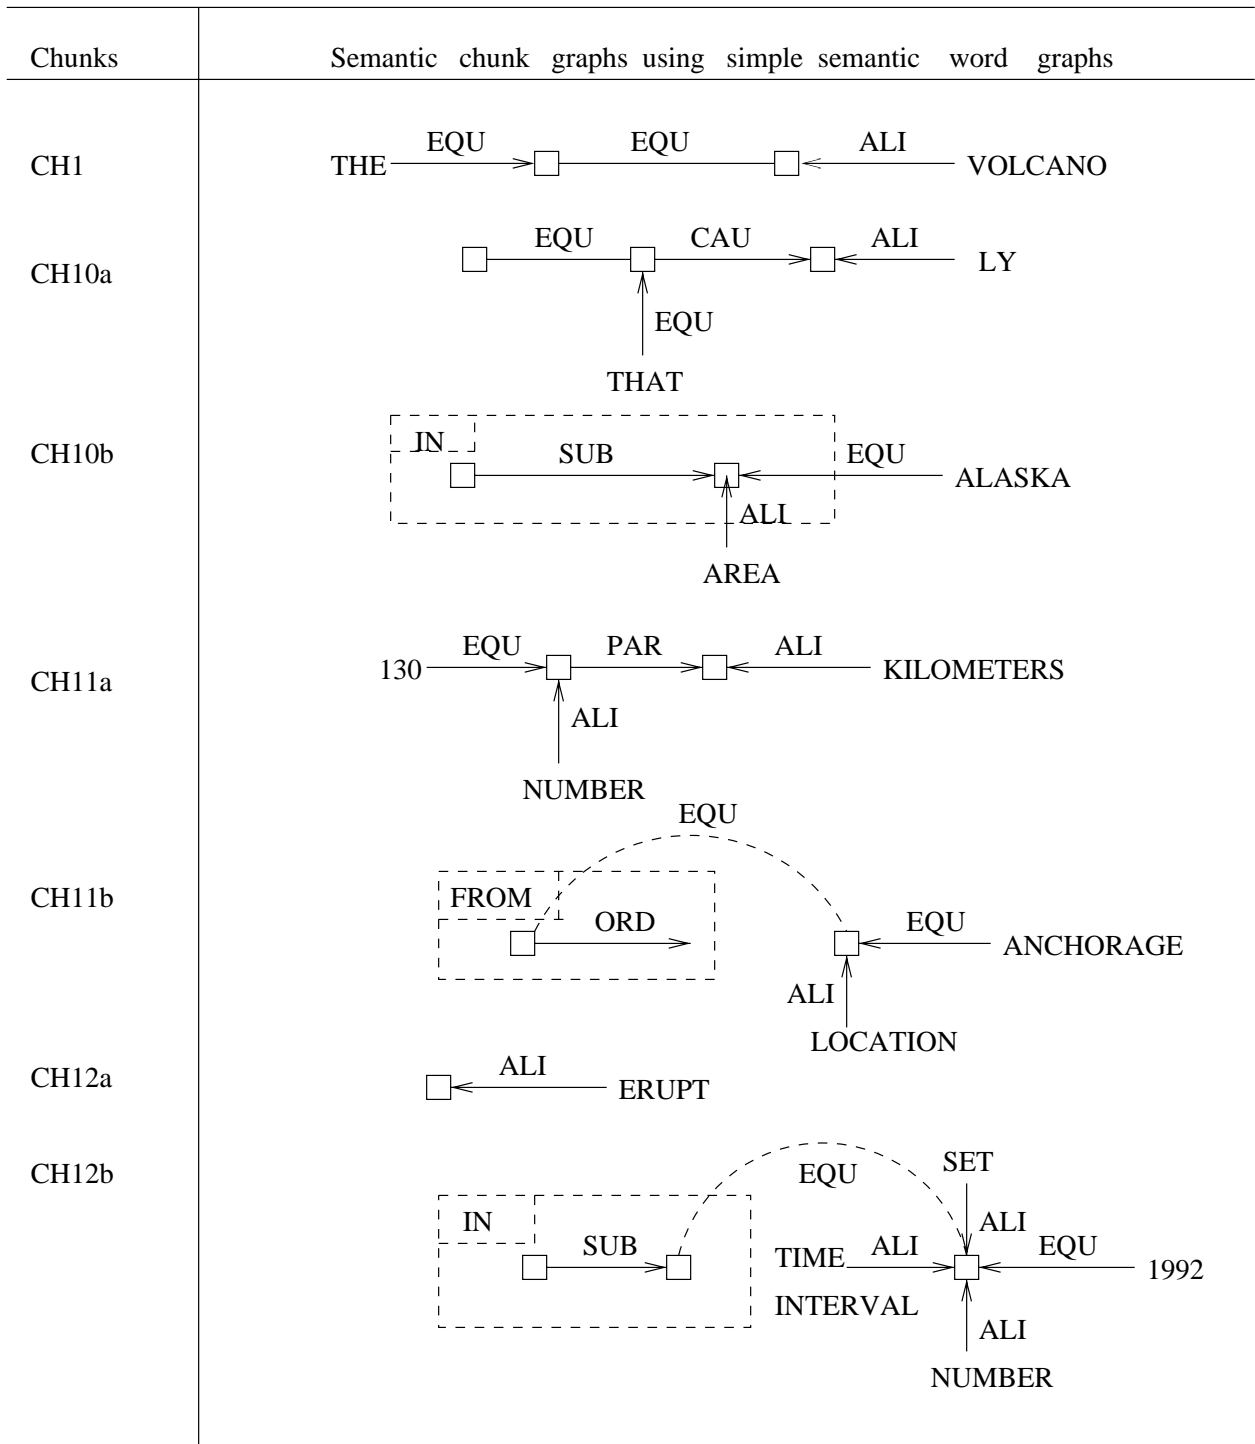 Chunks Semantic chunk graphs using simple semantic word graphs
CH1 THE EQU EQU ALI VOLCANO
EQU CAU ALI
CH10a LY
EQU
THAT
IN
CH10b SUB EQU
ALASKA
ALI
AREA
EQU PAR ALI
CH11a 130 KILOMETERS
ALI
NUMBER
EQU
CH11b FROM
ORD EQU
ANCHORAGE
ALI
LOCATION
CH12a ALI
ERUPT
CH12b EQU SET
IN ALI
SUB TIME ALI EQU
1992
INTERVAL
ALI
NUMBER